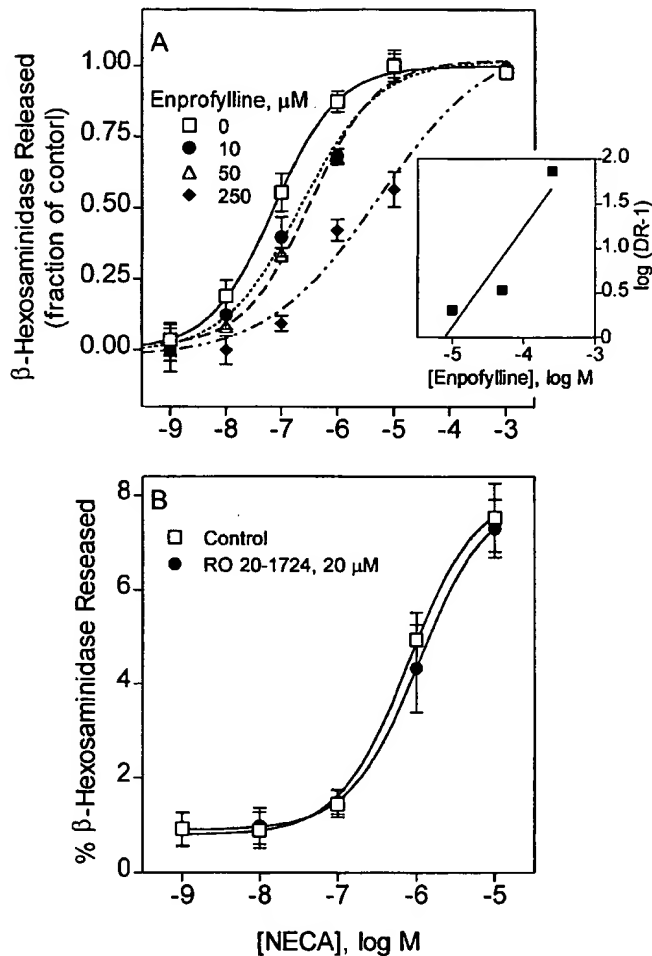 A
β-Hexosaminidase Released
(fraction of contorl)
1.00
0.75
0.50
0.25
0.00
Enprofylline, μM
0
10
50
250
-9 -8 -7 -6 -5 -4 -3
2.0
1.5
1.0
0.5
0
log (DR-1)
-5 -4 -3
[Enpofylline], log M
B
% β-Hexosaminidase Reseased
8
6
4
2
0
Control
RO 20-1724, 20 μM
-9 -8 -7 -6 -5
[NECA], log M